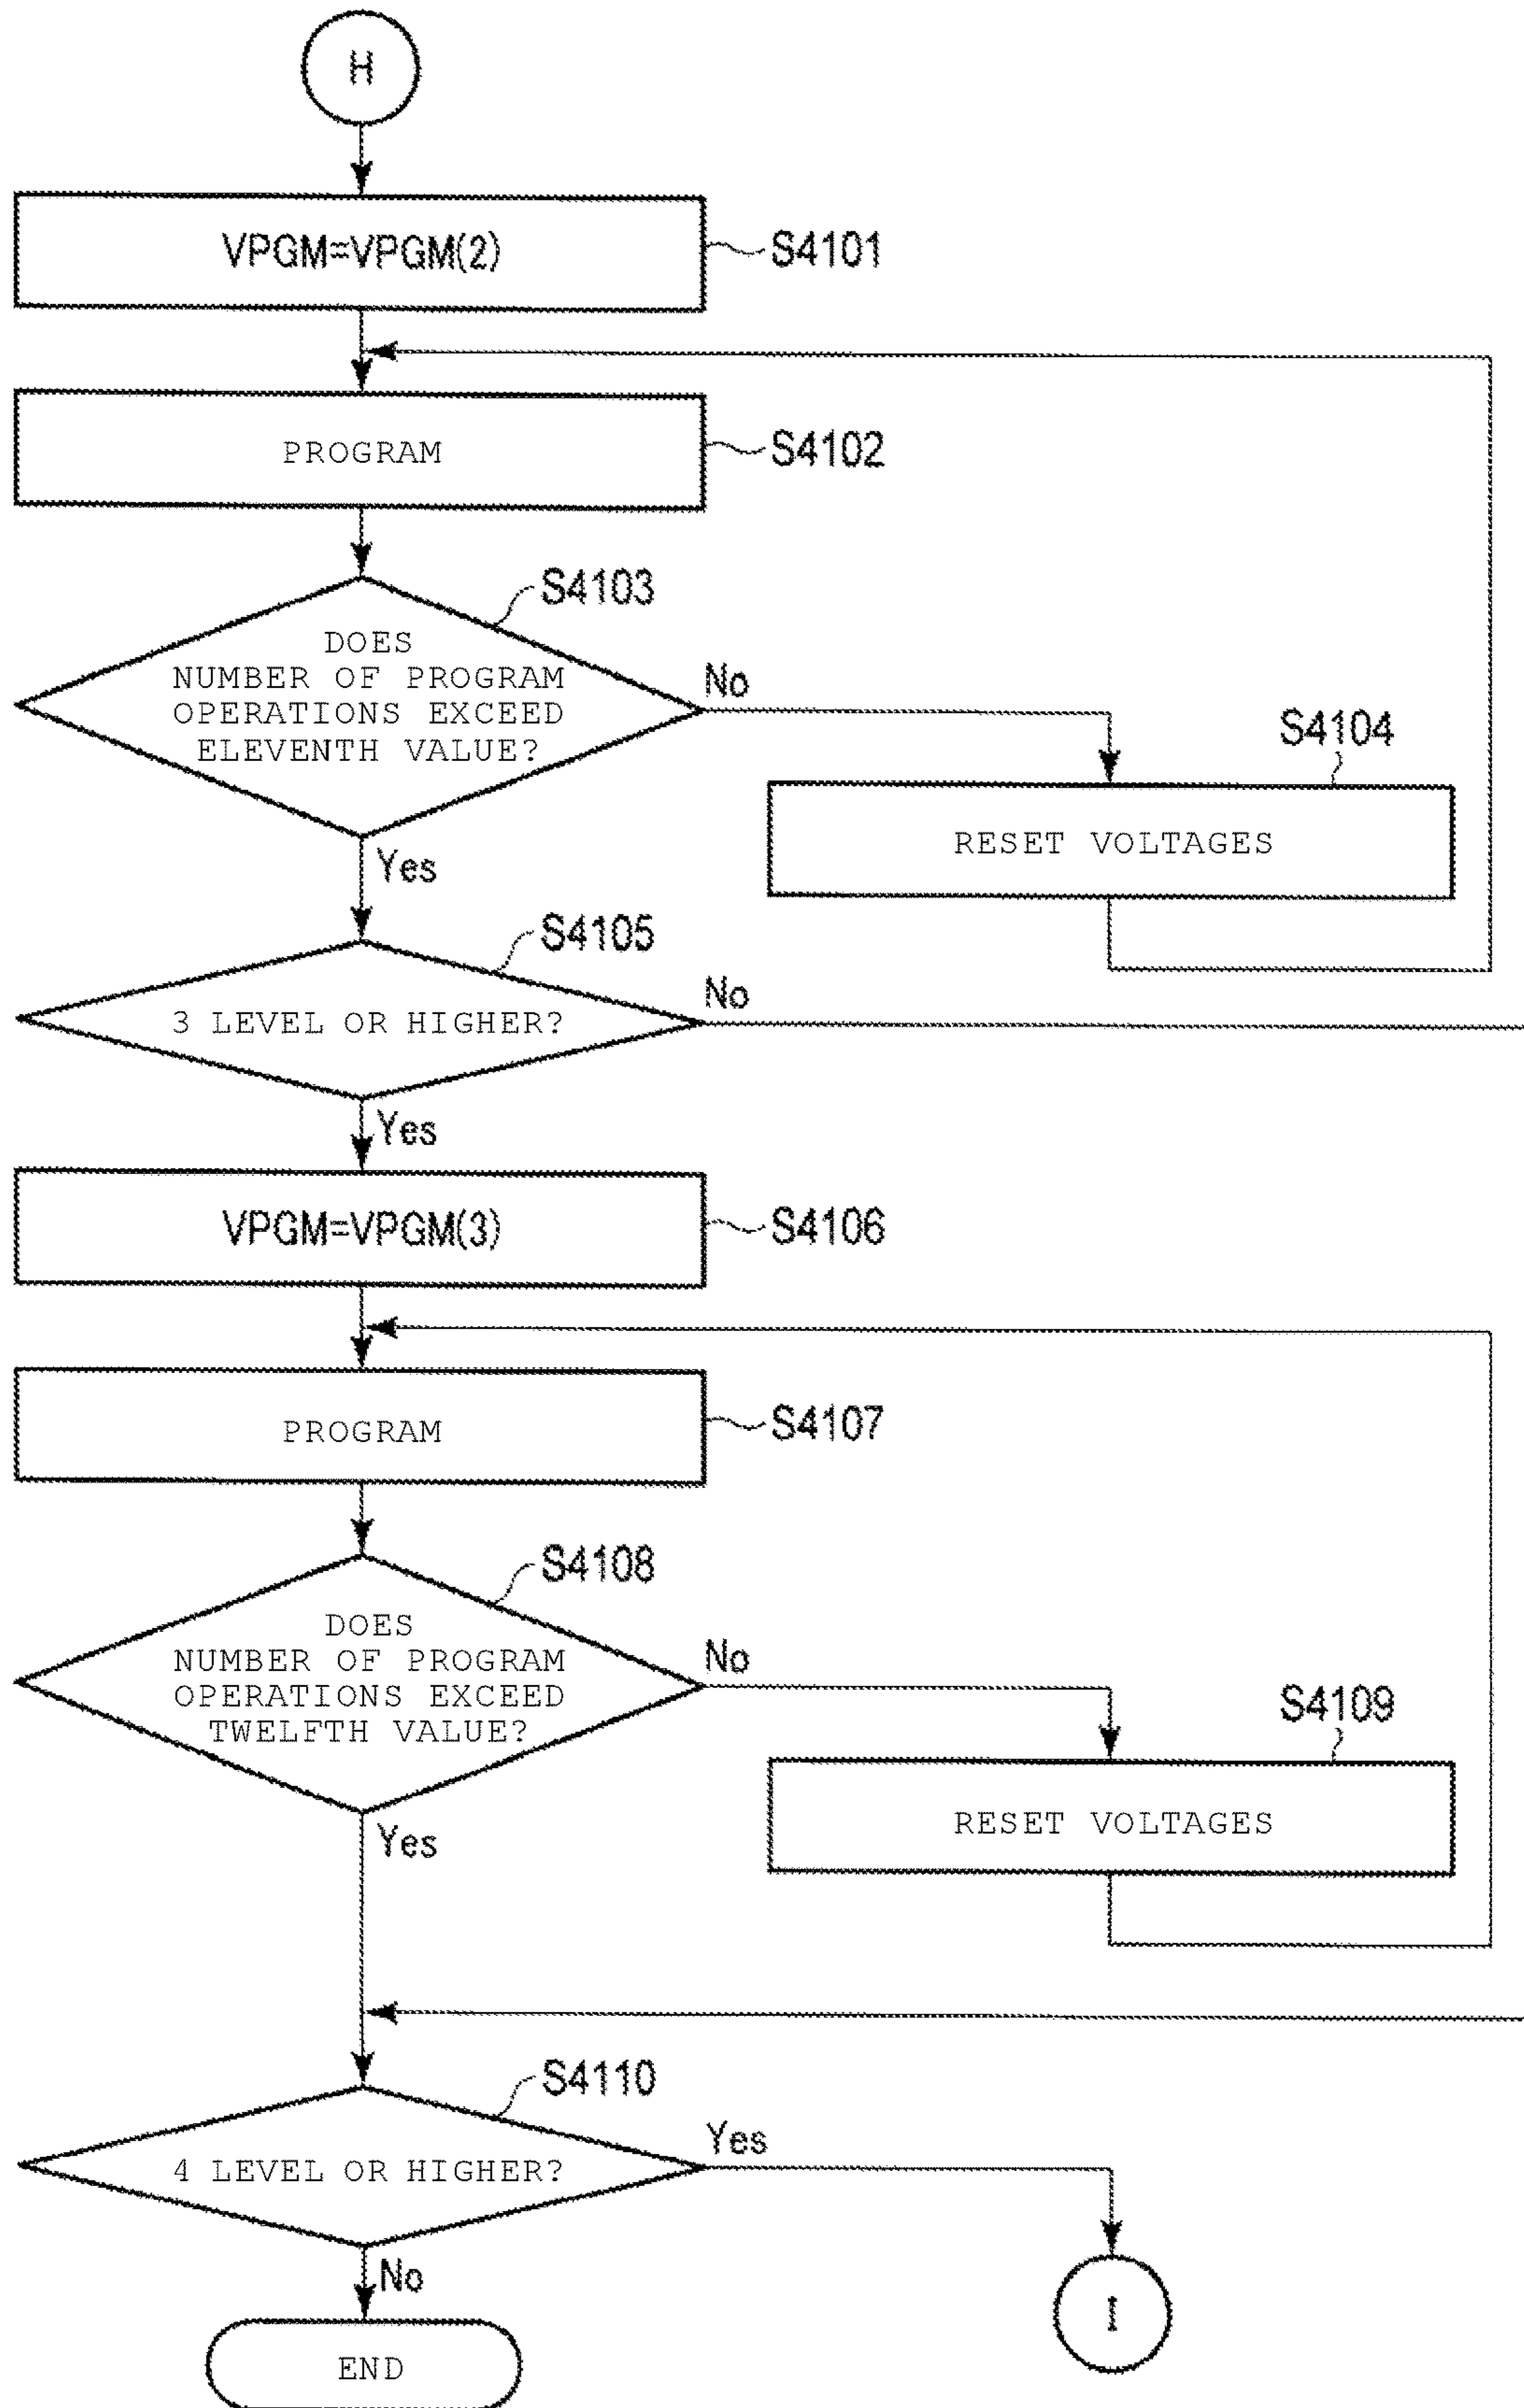 H
VPGM=VPGM(2)
S4101
PROGRAM
S4102
S4103
DOES
NUMBER OF PROGRAM
OPERATIONS EXCEED
ELEVENTH VALUE?
No
S4104
RESET VOLTAGES
Yes
S4105
3 LEVEL OR HIGHER?
No
Yes
VPGM=VPGM(3)
S4106
PROGRAM
S4107
S4108
DOES
NUMBER OF PROGRAM
OPERATIONS EXCEED
TWELFTH VALUE?
No
S4109
RESET VOLTAGES
Yes
S4110
4 LEVEL OR HIGHER?
Yes
No
I
END